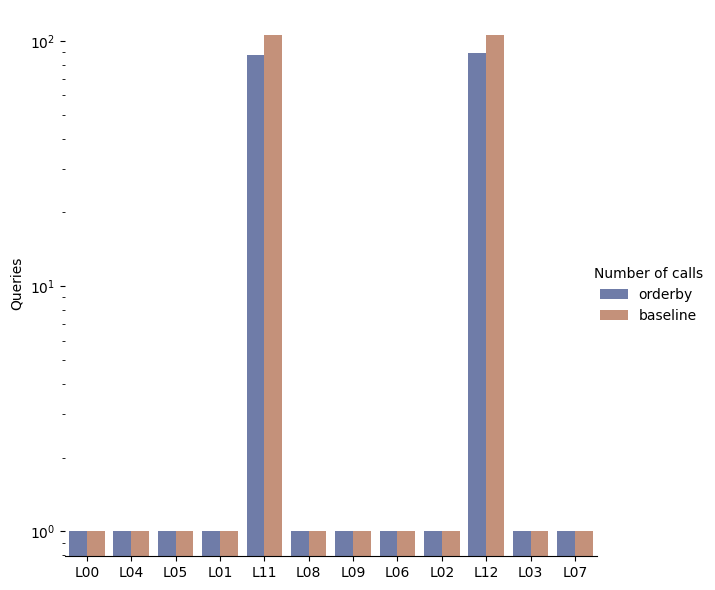 10²
10¹
10⁰
Queries
L00 L04 L05 L01 L11 L08 L09 L06 L02 L12 L03 L07
Number of calls
orderby
baseline